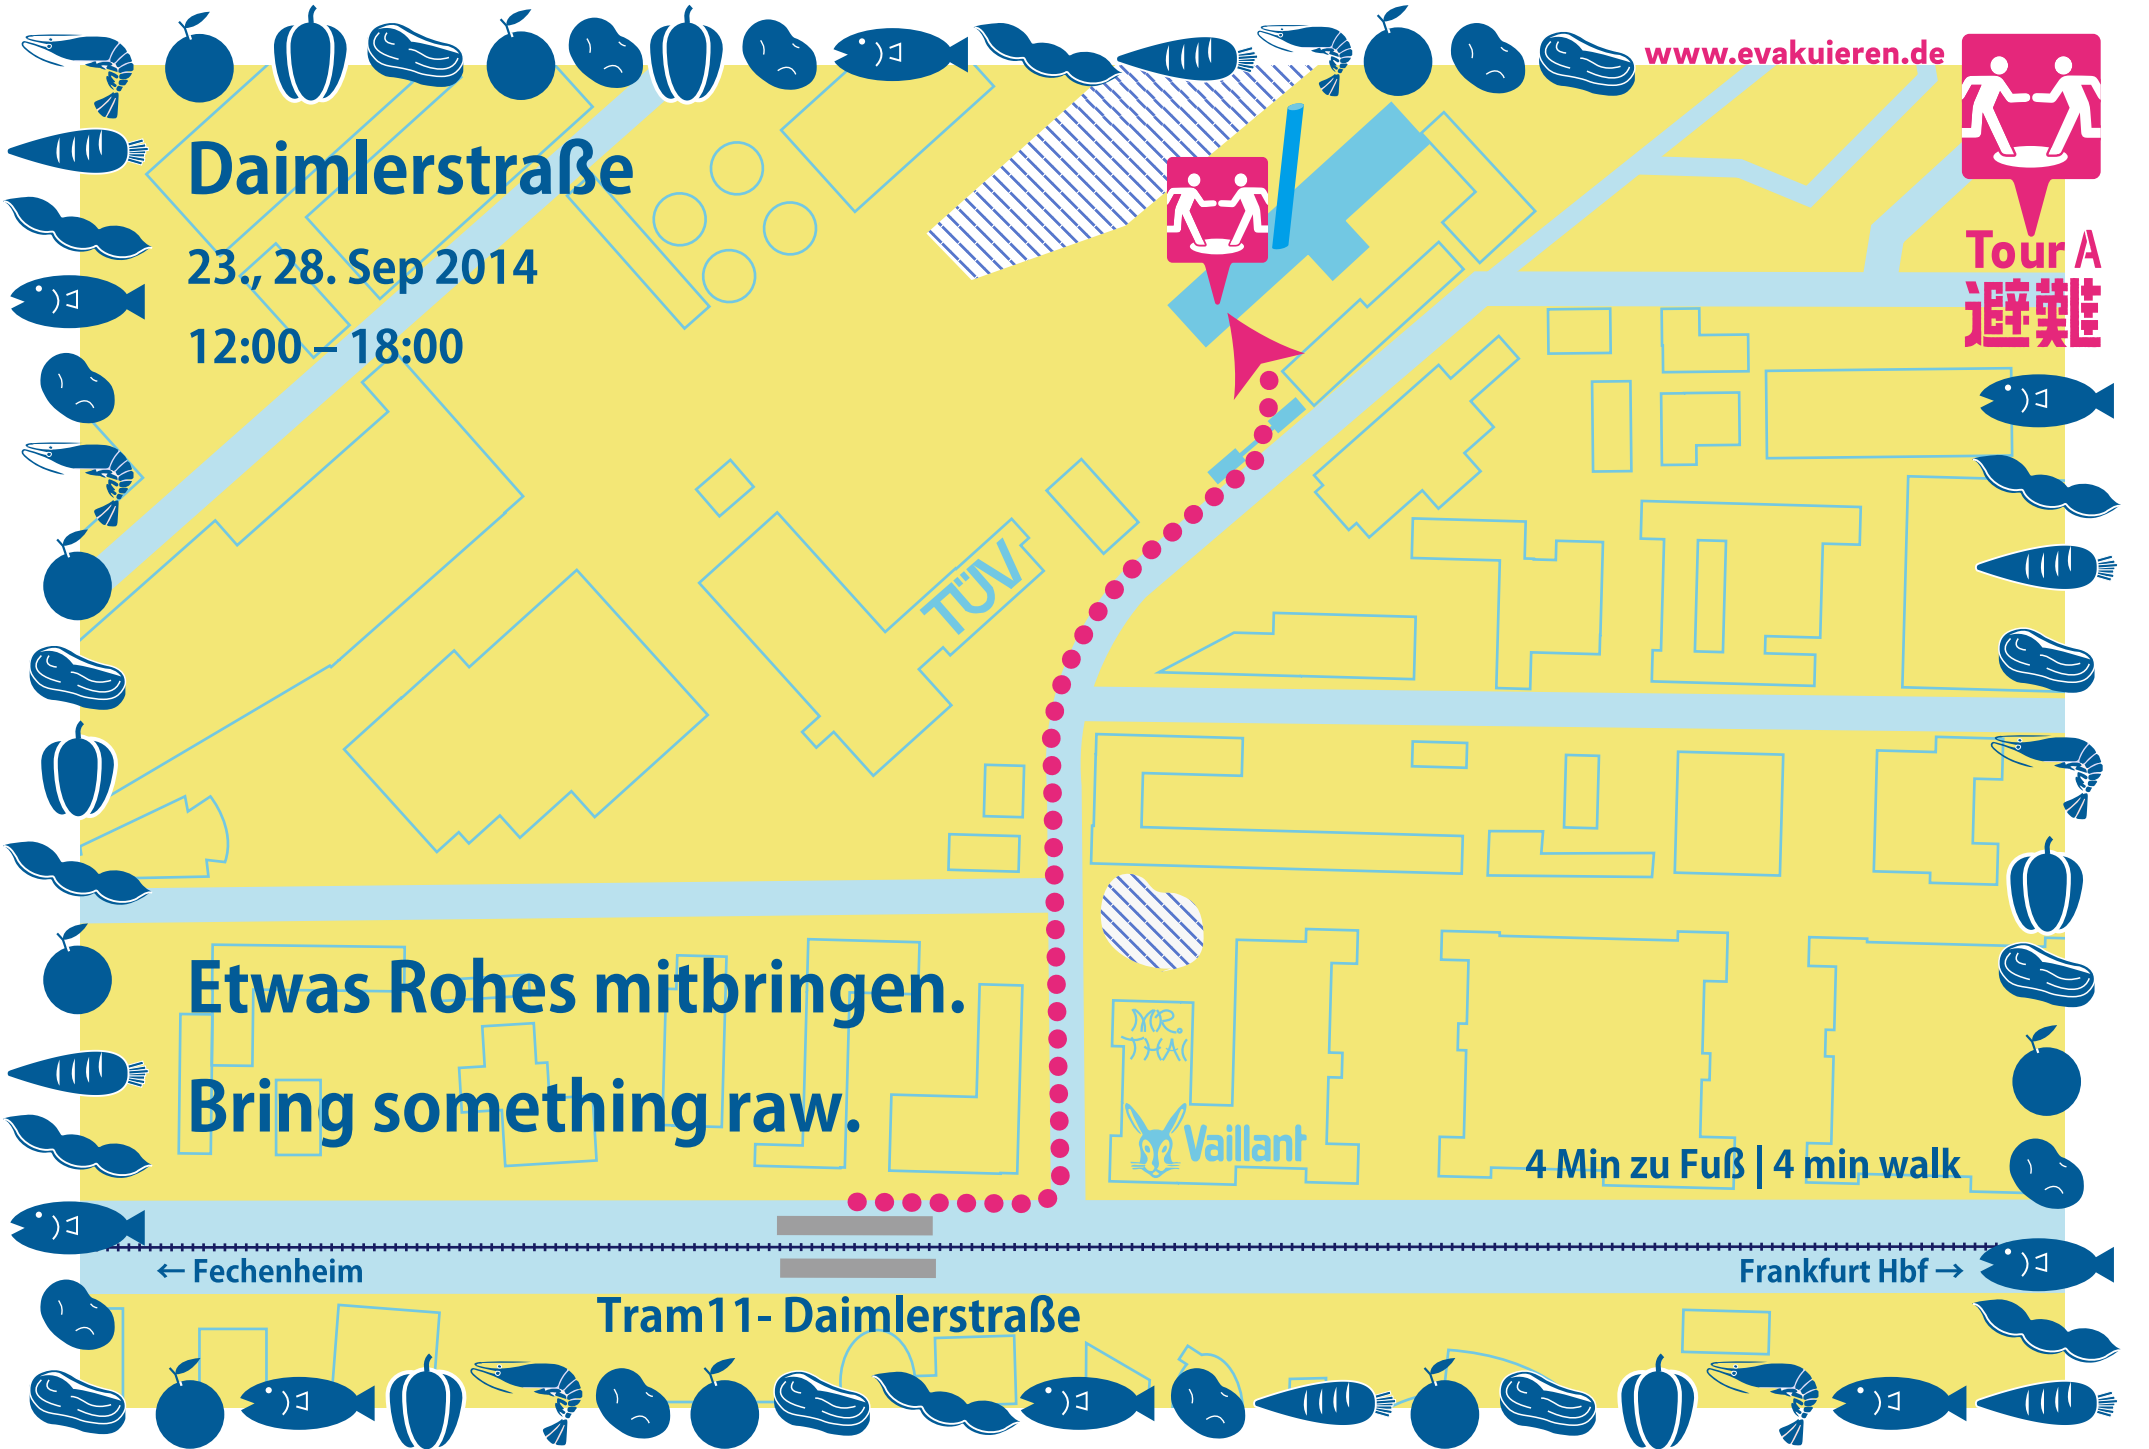 www.evakuieren.de
Daimlerstraße
23., 28. Sep 2014
12:00 – 18:00
Tour A
避難
TÜV
Etwas Rohes mitbringen.
Bring something raw.
MR.
THAI
Vaillant
4 Min zu Fuß | 4 min walk
← Fechenheim
Frankfurt Hbf →
Tram11- Daimlerstraße